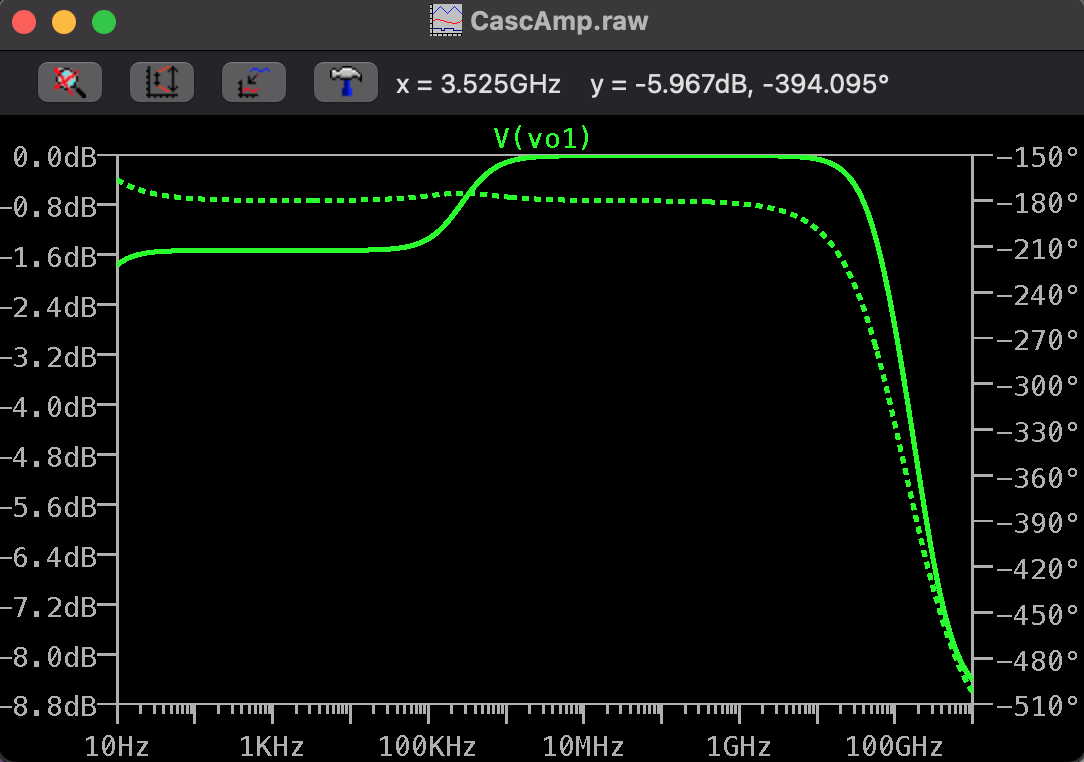 CascAmp.raw
x = 3.525GHz y = -5.967dB, -394.095°
V(vo1)
0.0dB -150°
-0.8dB -180°
-1.6dB -210°
-2.4dB -240°
-3.2dB -270°
-4.0dB -300°
-4.8dB -330°
-5.6dB -360°
-6.4dB -390°
-7.2dB -420°
-8.0dB -450°
-8.8dB -480°
-510°
10Hz 1KHz 100KHz 10MHz 1GHz 100GHz